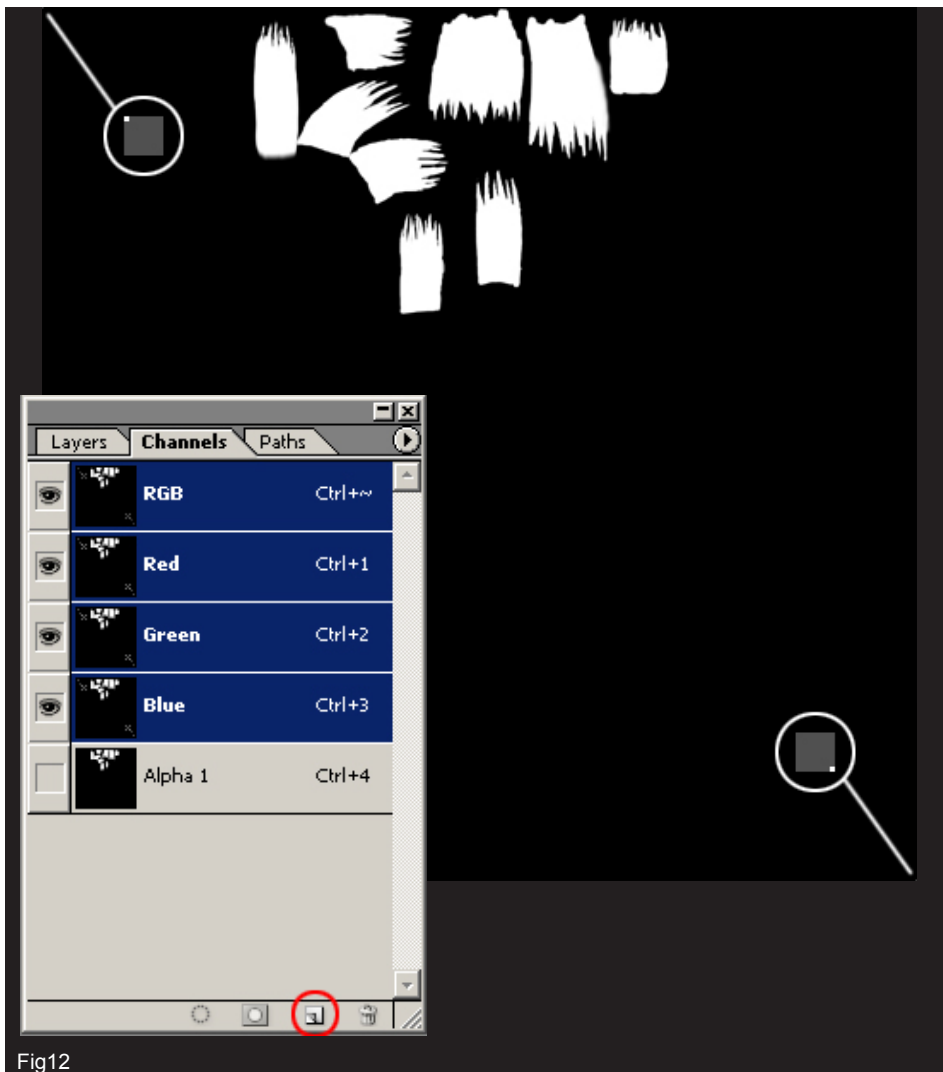 Layers Channels Paths
RGB Ctrl+~
Red Ctrl+1
Green Ctrl+2
Blue Ctrl+3
Alpha 1 Ctrl+4
Fig12